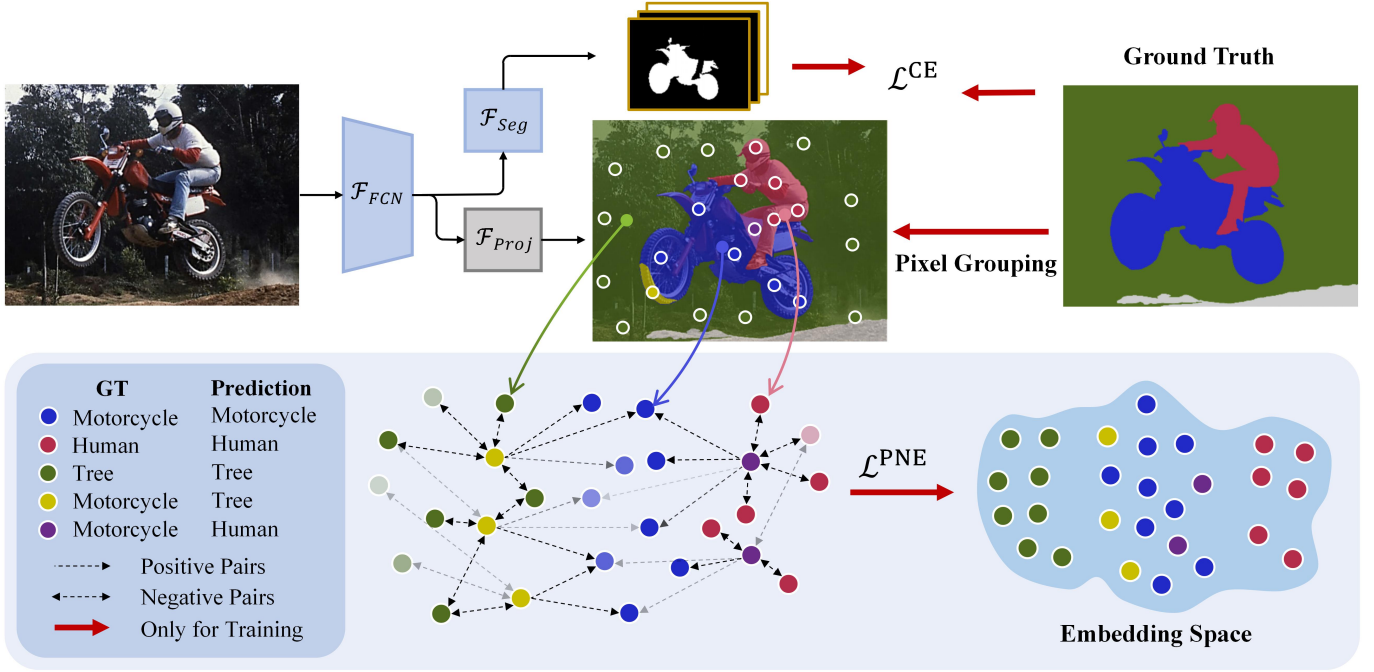 Ground Truth
ℒ^CE
ℱ_Seg
ℱ_FCN
ℱ_Proj
Pixel Grouping
GT Prediction
Motorcycle Motorcycle
Human Human
Tree Tree
Motorcycle Tree
Motorcycle Human
Positive Pairs
Negative Pairs
Only for Training
ℒ^PNE
Embedding Space